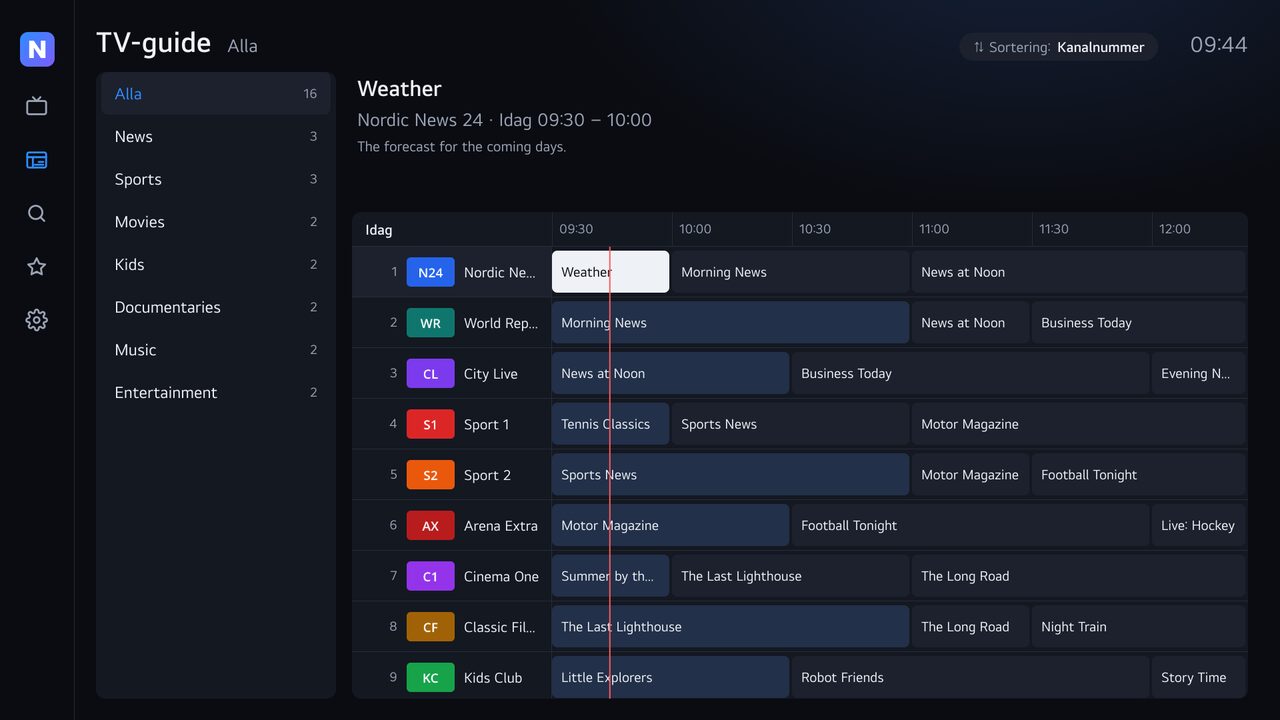 N
TV-guide Alla
Sortering: Kanalnummer
09:44
Alla 16
News 3
Sports 3
Movies 2
Kids 2
Documentaries 2
Music 2
Entertainment 2
Weather
Nordic News 24 · Idag 09:30 – 10:00
The forecast for the coming days.
Idag 09:30 10:00 10:30 11:00 11:30 12:00
1 N24 Nordic Ne... Weather Morning News News at Noon
2 WR World Rep... Morning News News at Noon Business Today
3 CL City Live News at Noon Business Today Evening N...
4 S1 Sport 1 Tennis Classics Sports News Motor Magazine
5 S2 Sport 2 Sports News Motor Magazine Football Tonight
6 AX Arena Extra Motor Magazine Football Tonight Live: Hockey
7 C1 Cinema One Summer by th... The Last Lighthouse The Long Road
8 CF Classic Fil... The Last Lighthouse The Long Road Night Train
9 KC Kids Club Little Explorers Robot Friends Story Time